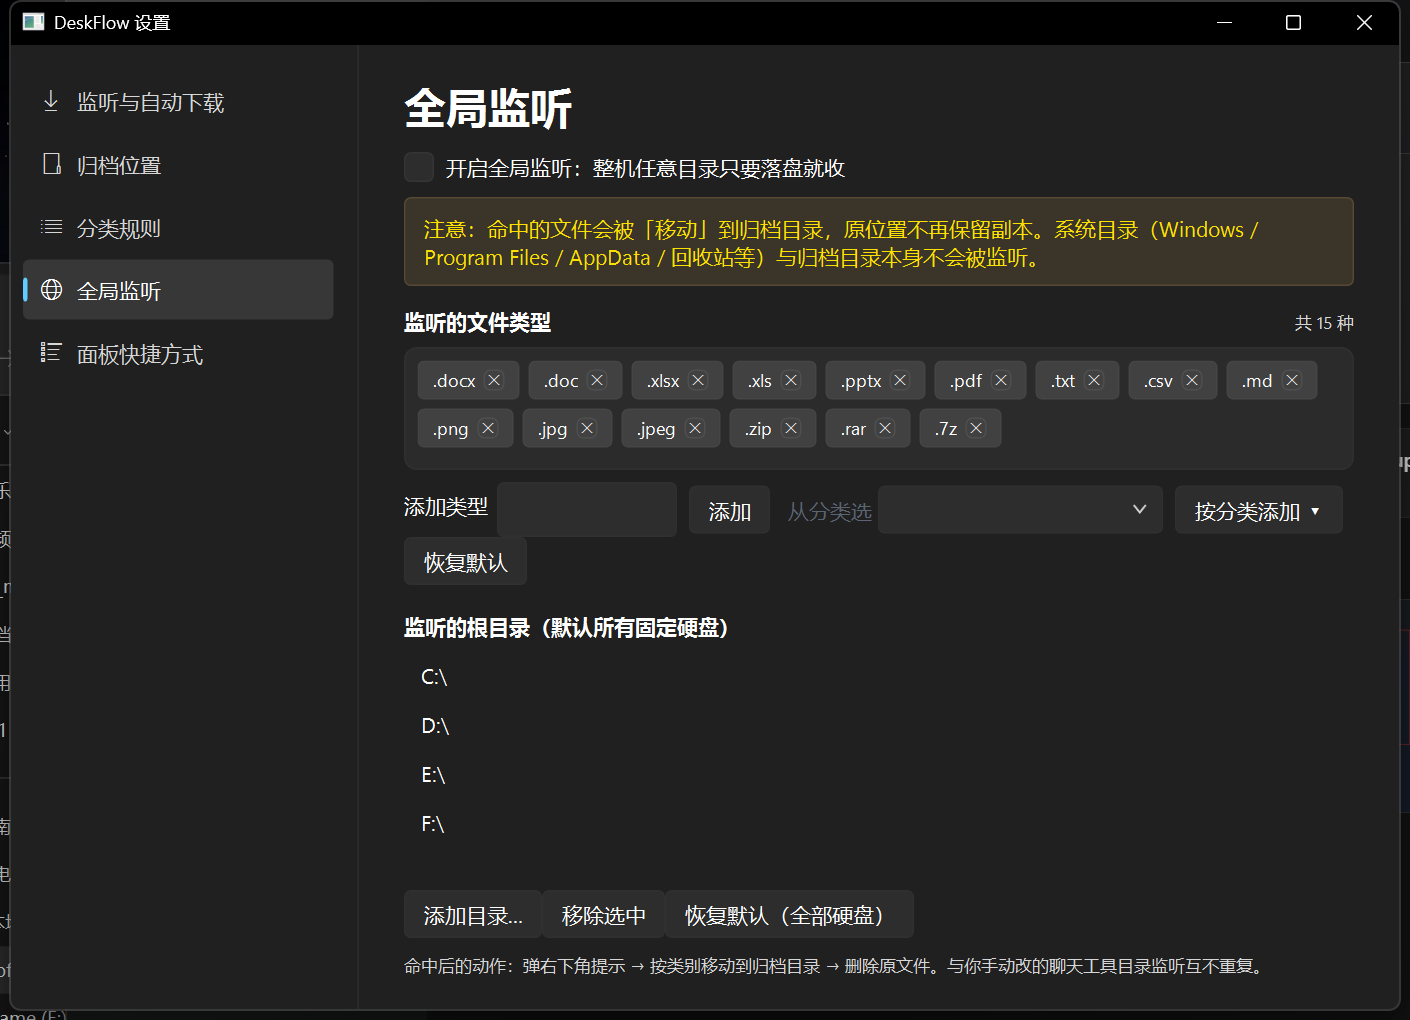 DeskFlow 设置
监听与自动下载
归档位置
分类规则
全局监听
面板快捷方式
全局监听
开启全局监听：整机任意目录只要落盘就收
注意：命中的文件会被「移动」到归档目录，原位置不再保留副本。系统目录（Windows /
Program Files / AppData / 回收站等）与归档目录本身不会被监听。
监听的文件类型 共 15 种
.docx .doc .xlsx .xls .pptx .pdf .txt .csv .md
.png .jpg .jpeg .zip .rar .7z
添加类型 添加 从分类选 按分类添加 ▼
恢复默认
监听的根目录（默认所有固定硬盘）
C:\
D:\
E:\
F:\
添加目录... 移除选中 恢复默认（全部硬盘）
命中后的动作：弹右下角提示 → 按类别移动到归档目录 → 删除原文件。与你手动改的聊天工具目录监听互不重复。